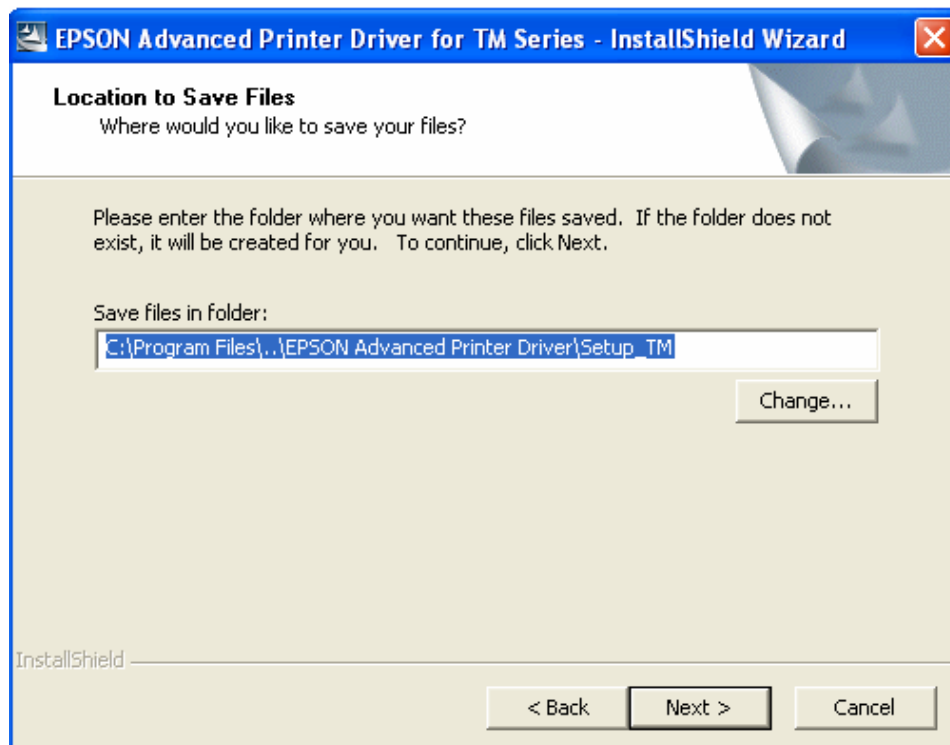 EPSON Advanced Printer Driver for TM Series - InstallShield Wizard
Location to Save Files
Where would you like to save your files?
Please enter the folder where you want these files saved.  If the folder does not
exist, it will be created for you.   To continue, click Next.
Save files in folder:
C:\Program Files\..\EPSON Advanced Printer Driver\Setup_TM
Change...
InstallShield
< Back
Next >
Cancel